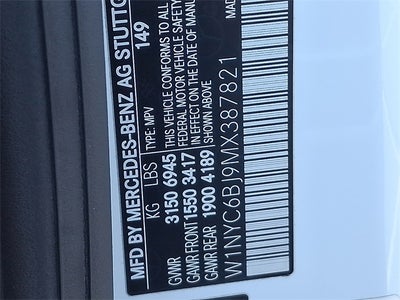 MFD BY MERCEDES-BENZ AG STUTTG
149
KG LBS
GVWR 3150 6945
GAWR FRONT 1550 3417
GAWR REAR 1900 4189
TYPE: MPV
THIS VEHICLE CONFORMS TO ALL
FEDERAL MOTOR VEHICLE SAFETY
IN EFFECT ON THE DATE OF MANU
SHOWN ABOVE
W1NYC6BJ9MX387821